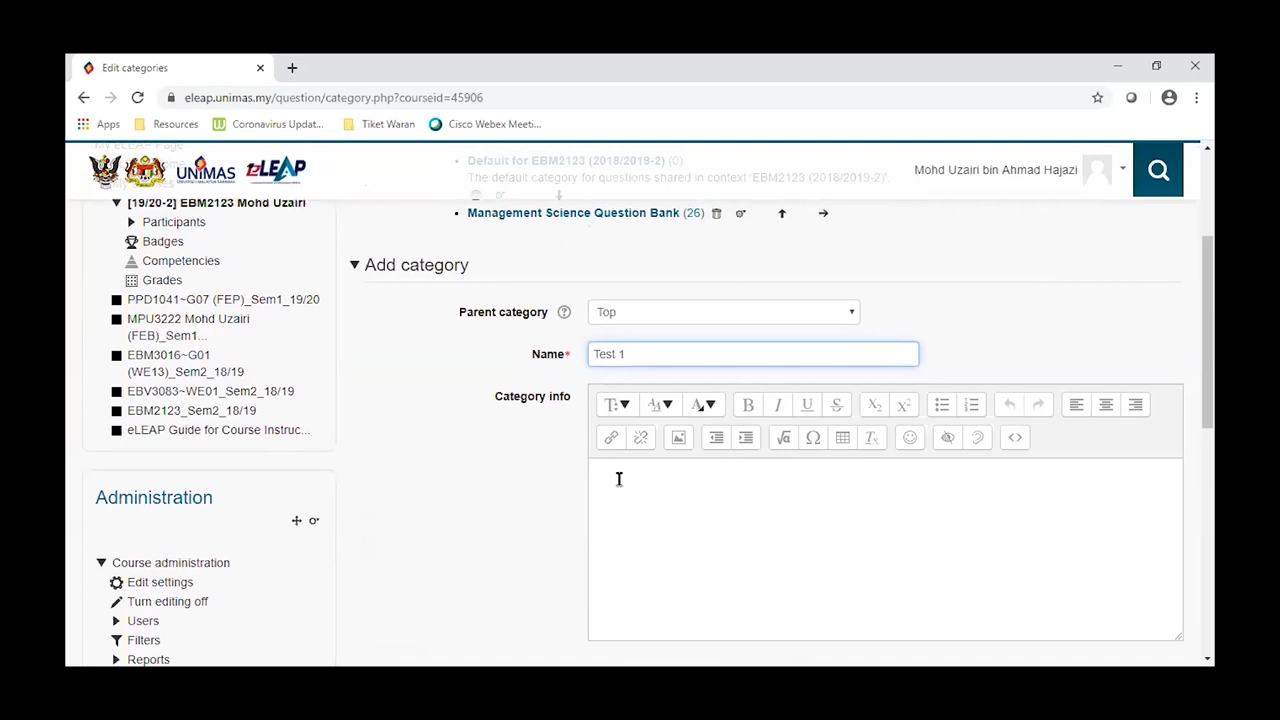 Edit categories
eleap.unimas.my/question/category.php?courseid=45906
Apps
Resources
Coronavirus Updat...
Tiket Waran
Cisco Webex Meeti...
My eLEAP Page
UNIMAS
eLEAP
Mohd Uzairi bin Ahmad Hajazi
Default for EBM2123 (2018/2019-2) (0)
The default category for questions shared in context 'EBM2123 (2018/2019-2)'.
Management Science Question Bank (26)
[19/20-2] EBM2123 Mohd Uzairi
Participants
Badges
Competencies
Grades
PPD1041~G07 (FEP)_Sem1_19/20
MPU3222 Mohd Uzairi
(FEB)_Sem1...
EBM3016~G01
(WE13)_Sem2_18/19
EBV3083~WE01_Sem2_18/19
EBM2123_Sem2_18/19
eLEAP Guide for Course Instruc...
Administration
Course administration
Edit settings
Turn editing off
Users
Filters
Reports
Add category
Parent category
Top
Name*
Test 1
Category info